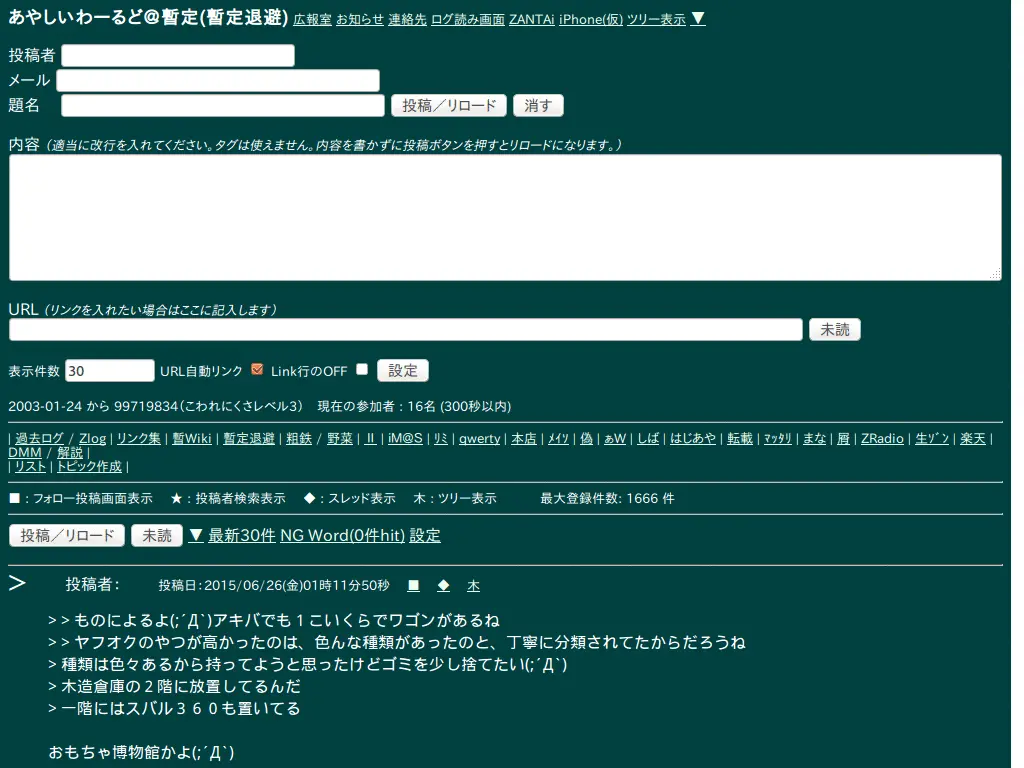 あやしいわーるど＠暫定(暫定退避) 広報室 お知らせ 連絡先 ログ読み画面 ZANTAi iPhone(仮) ツリー表示 ▼
投稿者
メール
題名 投稿／リロード 消す
内容（適当に改行を入れてください。タグは使えません。内容を書かずに投稿ボタンを押すとリロードになります。）
URL（リンクを入れたい場合はここに記入します）
未読
表示件数 30 URL自動リンク Link行のOFF 設定
2003-01-24 から 99719834（こわれにくさレベル3） 現在の参加者 : 16名 (300秒以内)
| 過去ログ / Zlog | リンク集 | 暫Wiki | 暫定退避 | 粗鉄 / 野菜 | Ⅱ | iM@S | ﾘﾐ | qwerty | 本店 | ﾒｲｿ | 偽 | ぁW | しば | はじあや | 転載 | ﾏｯﾀﾘ | まな | 暦 | ZRadio | 生ｿﾞﾝ | 楽天 |
DMM / 解説 |
| リスト | トピック作成 |
■ : フォロー投稿画面表示 ★ : 投稿者検索表示 ◆ : スレッド表示 木 : ツリー表示 最大登録件数: 1666 件
投稿／リロード 未読 ▼ 最新30件 NG Word(0件hit) 設定
＞ 投稿者： 投稿日：2015/06/26(金)01時11分50秒 ■ ◆ 木
> > ものによるよ(;´Д`)アキバでも１こいくらでワゴンがあるね
> > ヤフオクのやつが高かったのは、色んな種類があったのと、丁寧に分類されてたからだろうね
> 種類は色々あるから持ってようと思ったけどゴミを少し捨てたい(;´Д`)
> 木造倉庫の２階に放置してるんだ
> 一階にはスバル３６０も置いてる
おもちゃ博物館かよ(;´Д`)